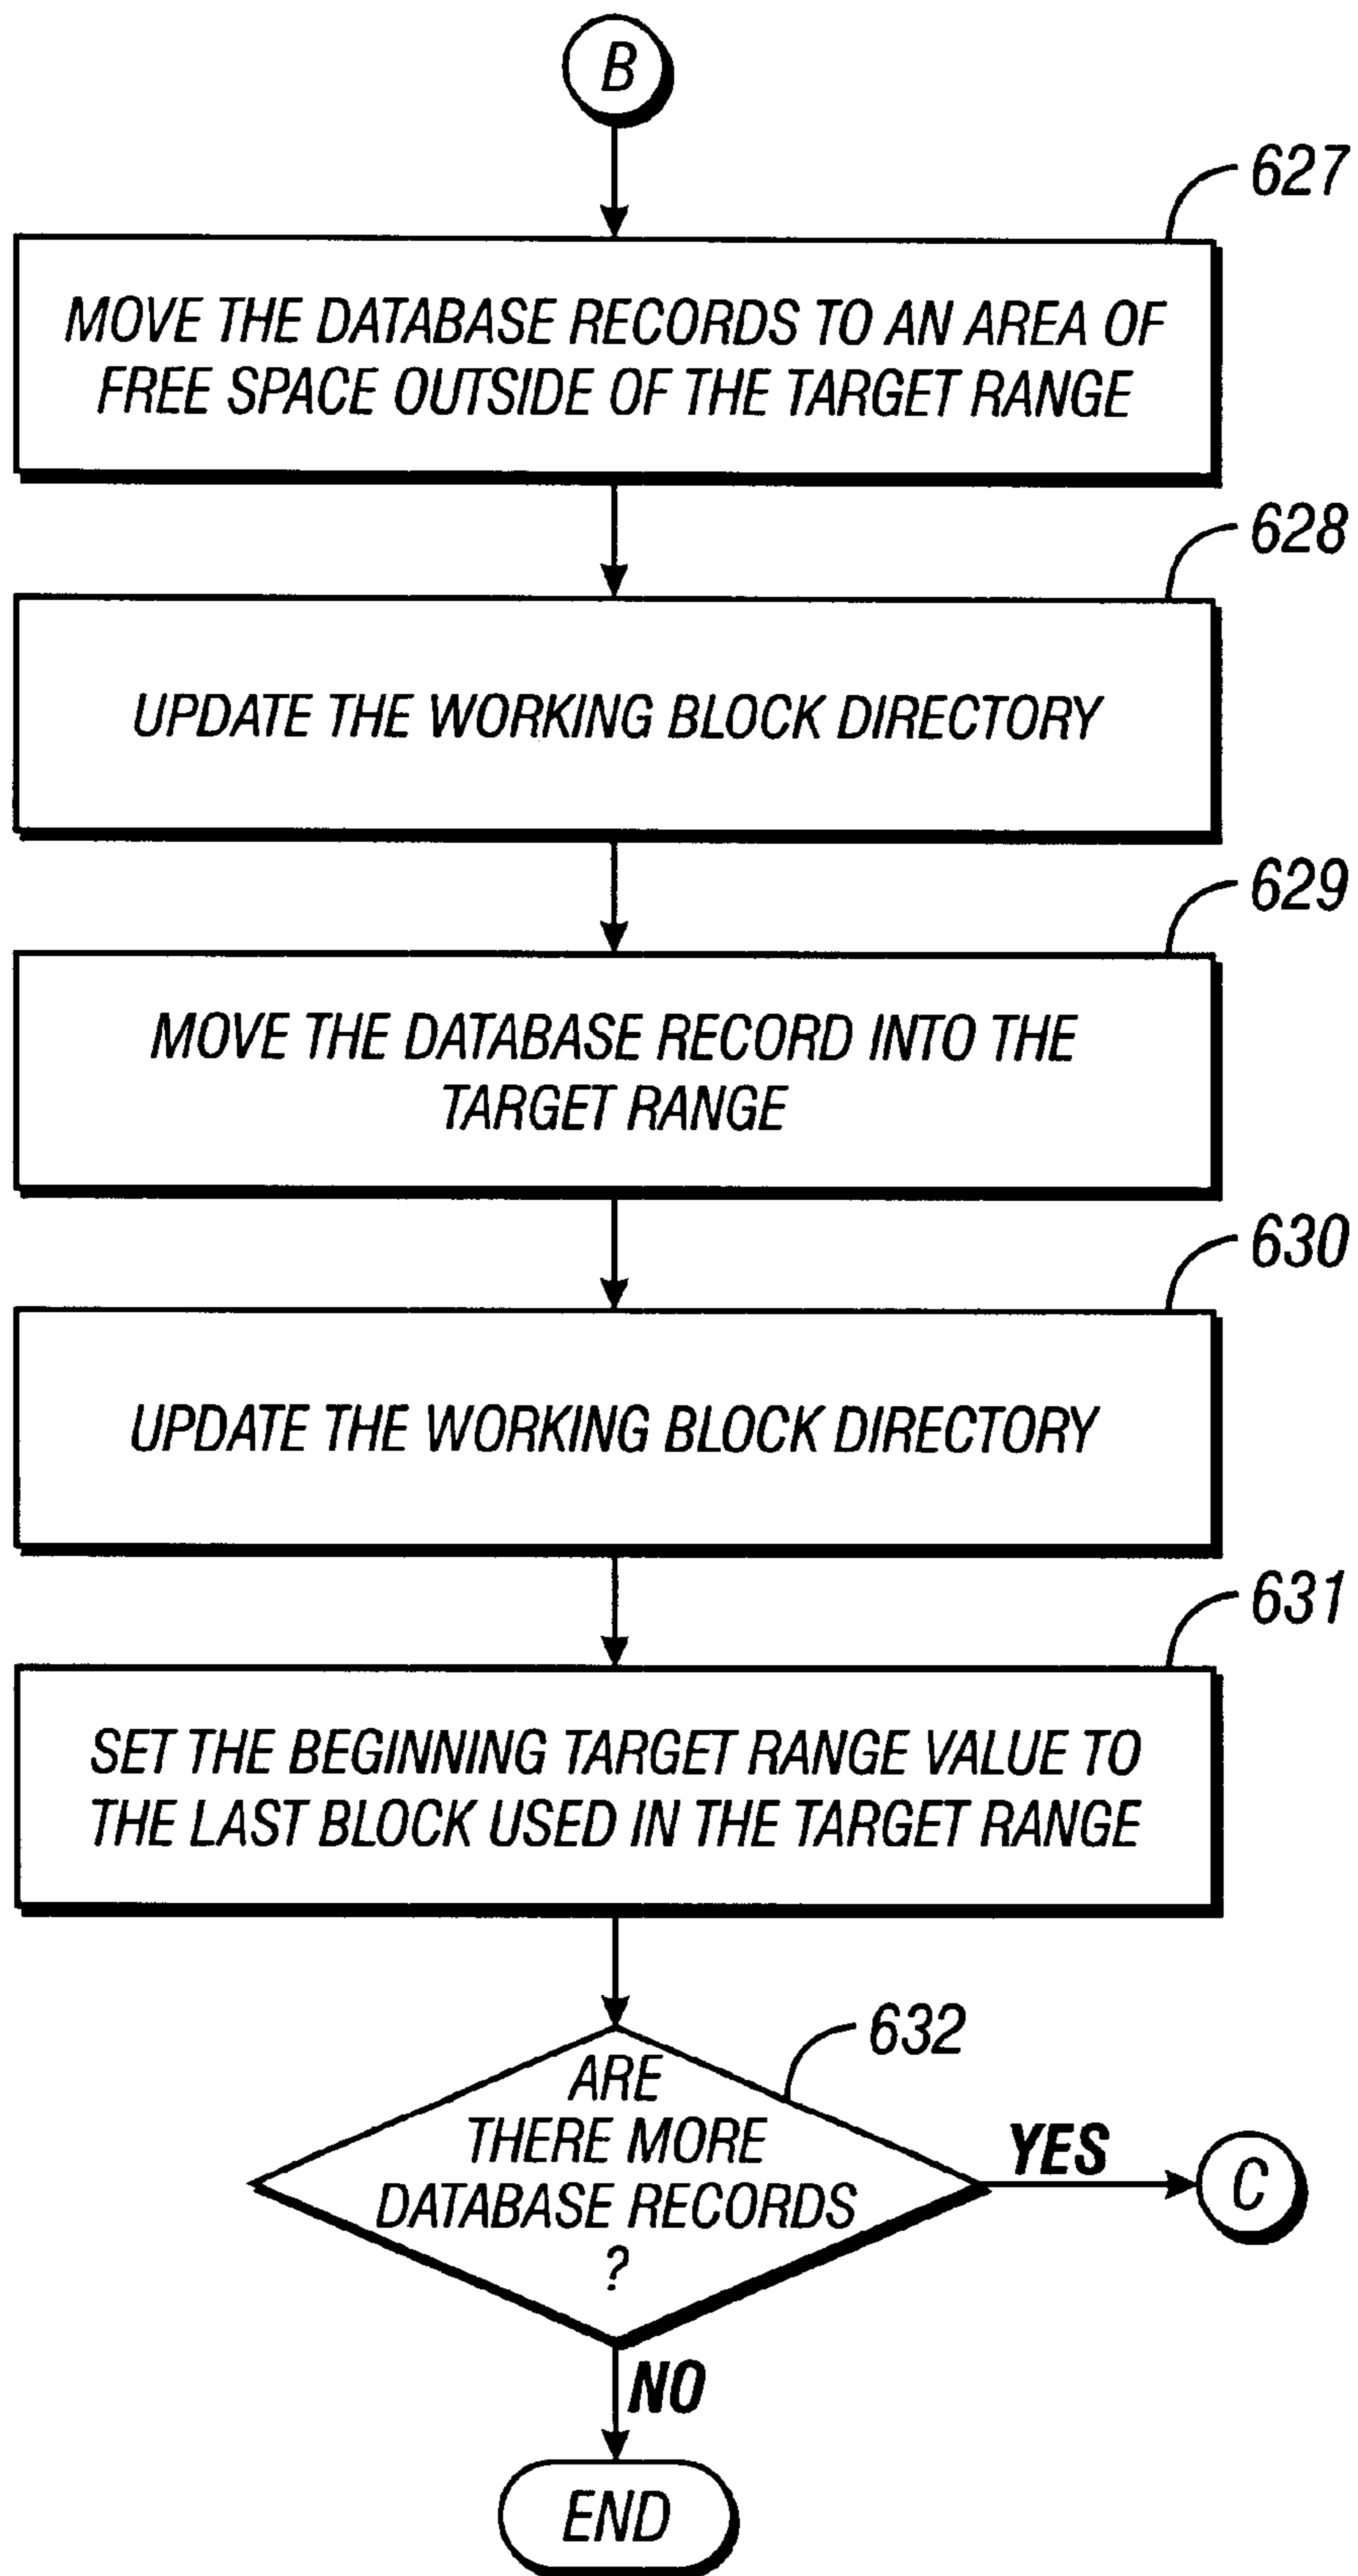 B
627
MOVE THE DATABASE RECORDS TO AN AREA OF
FREE SPACE OUTSIDE OF THE TARGET RANGE
628
UPDATE THE WORKING BLOCK DIRECTORY
629
MOVE THE DATABASE RECORD INTO THE
TARGET RANGE
630
UPDATE THE WORKING BLOCK DIRECTORY
631
SET THE BEGINNING TARGET RANGE VALUE TO
THE LAST BLOCK USED IN THE TARGET RANGE
632
ARE
THERE MORE
DATABASE RECORDS
?
YES
C
NO
END